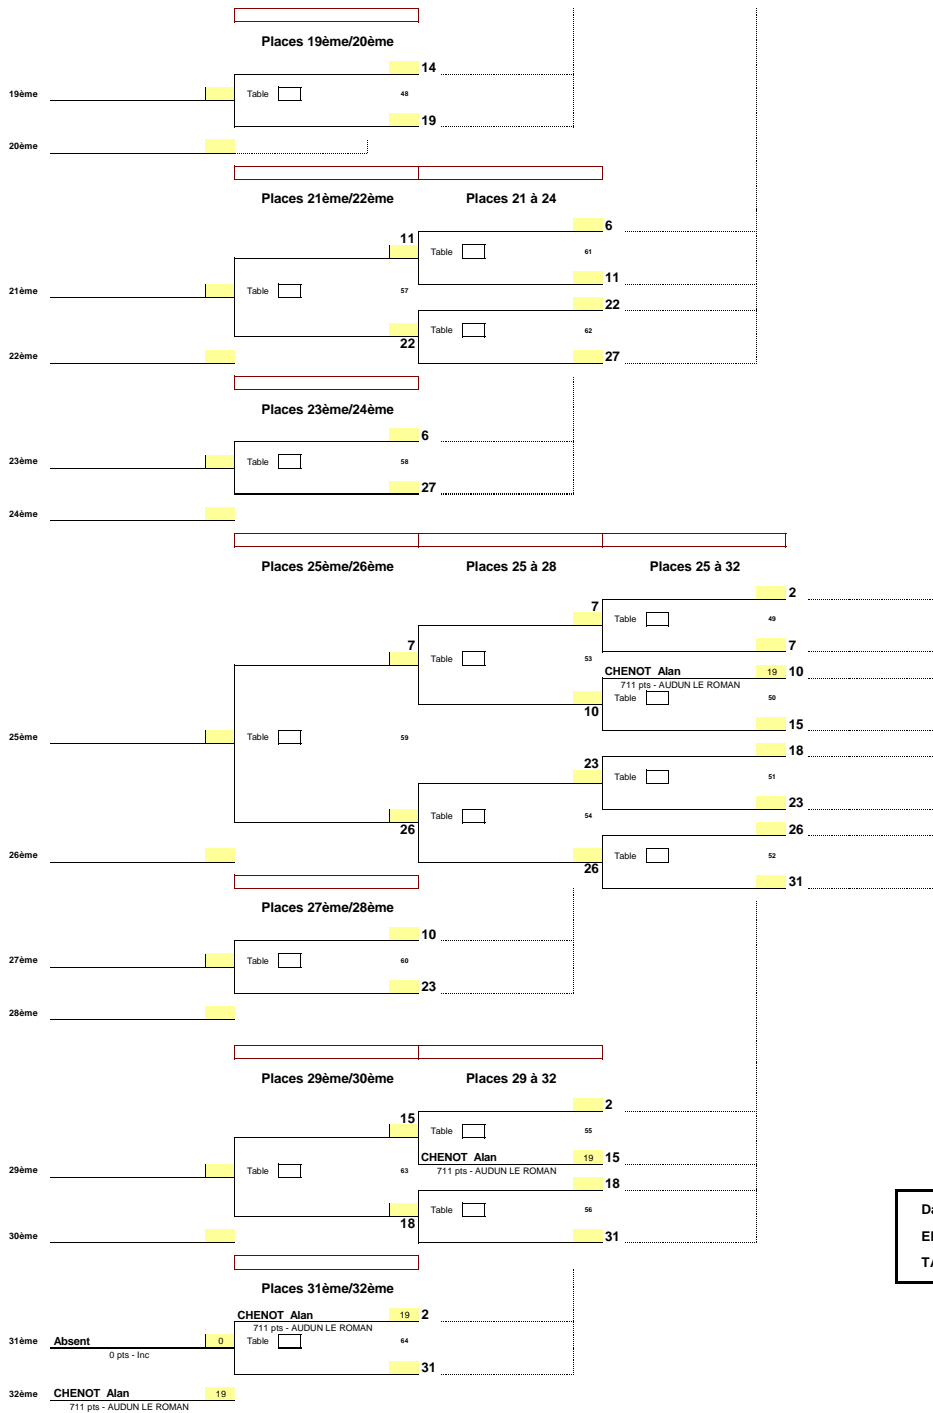 Places 19ème/20ème
14
19ème Table 48
19
20ème
Places 21ème/22ème Places 21 à 24
6
11
Table 61
11
21ème Table 57
22
Table 62
22
22ème 27
Places 23ème/24ème
6
23ème Table 58
27
24ème
Places 25ème/26ème Places 25 à 28 Places 25 à 32
2
7
Table 49
7 7
Table 53
CHENOT Alan 19 10
711 pts - AUDUN LE ROMAN
Table 50
10
15
25ème Table 59
18
23
Table 51
23
Table 54
26 26
26ème Table 52
26
31
Places 27ème/28ème
10
27ème Table 60
23
28ème
Places 29ème/30ème Places 29 à 32
2
15
Table 55
CHENOT Alan 19 15
29ème Table 63 711 pts - AUDUN LE ROMAN
18
Table 56
18
30ème 31
Da
El
TA
Places 31ème/32ème
CHENOT Alan 19 2
711 pts - AUDUN LE ROMAN
31ème Absent 0 Table 64
0 pts - Inc
31
32ème CHENOT Alan 19
711 pts - AUDUN LE ROMAN